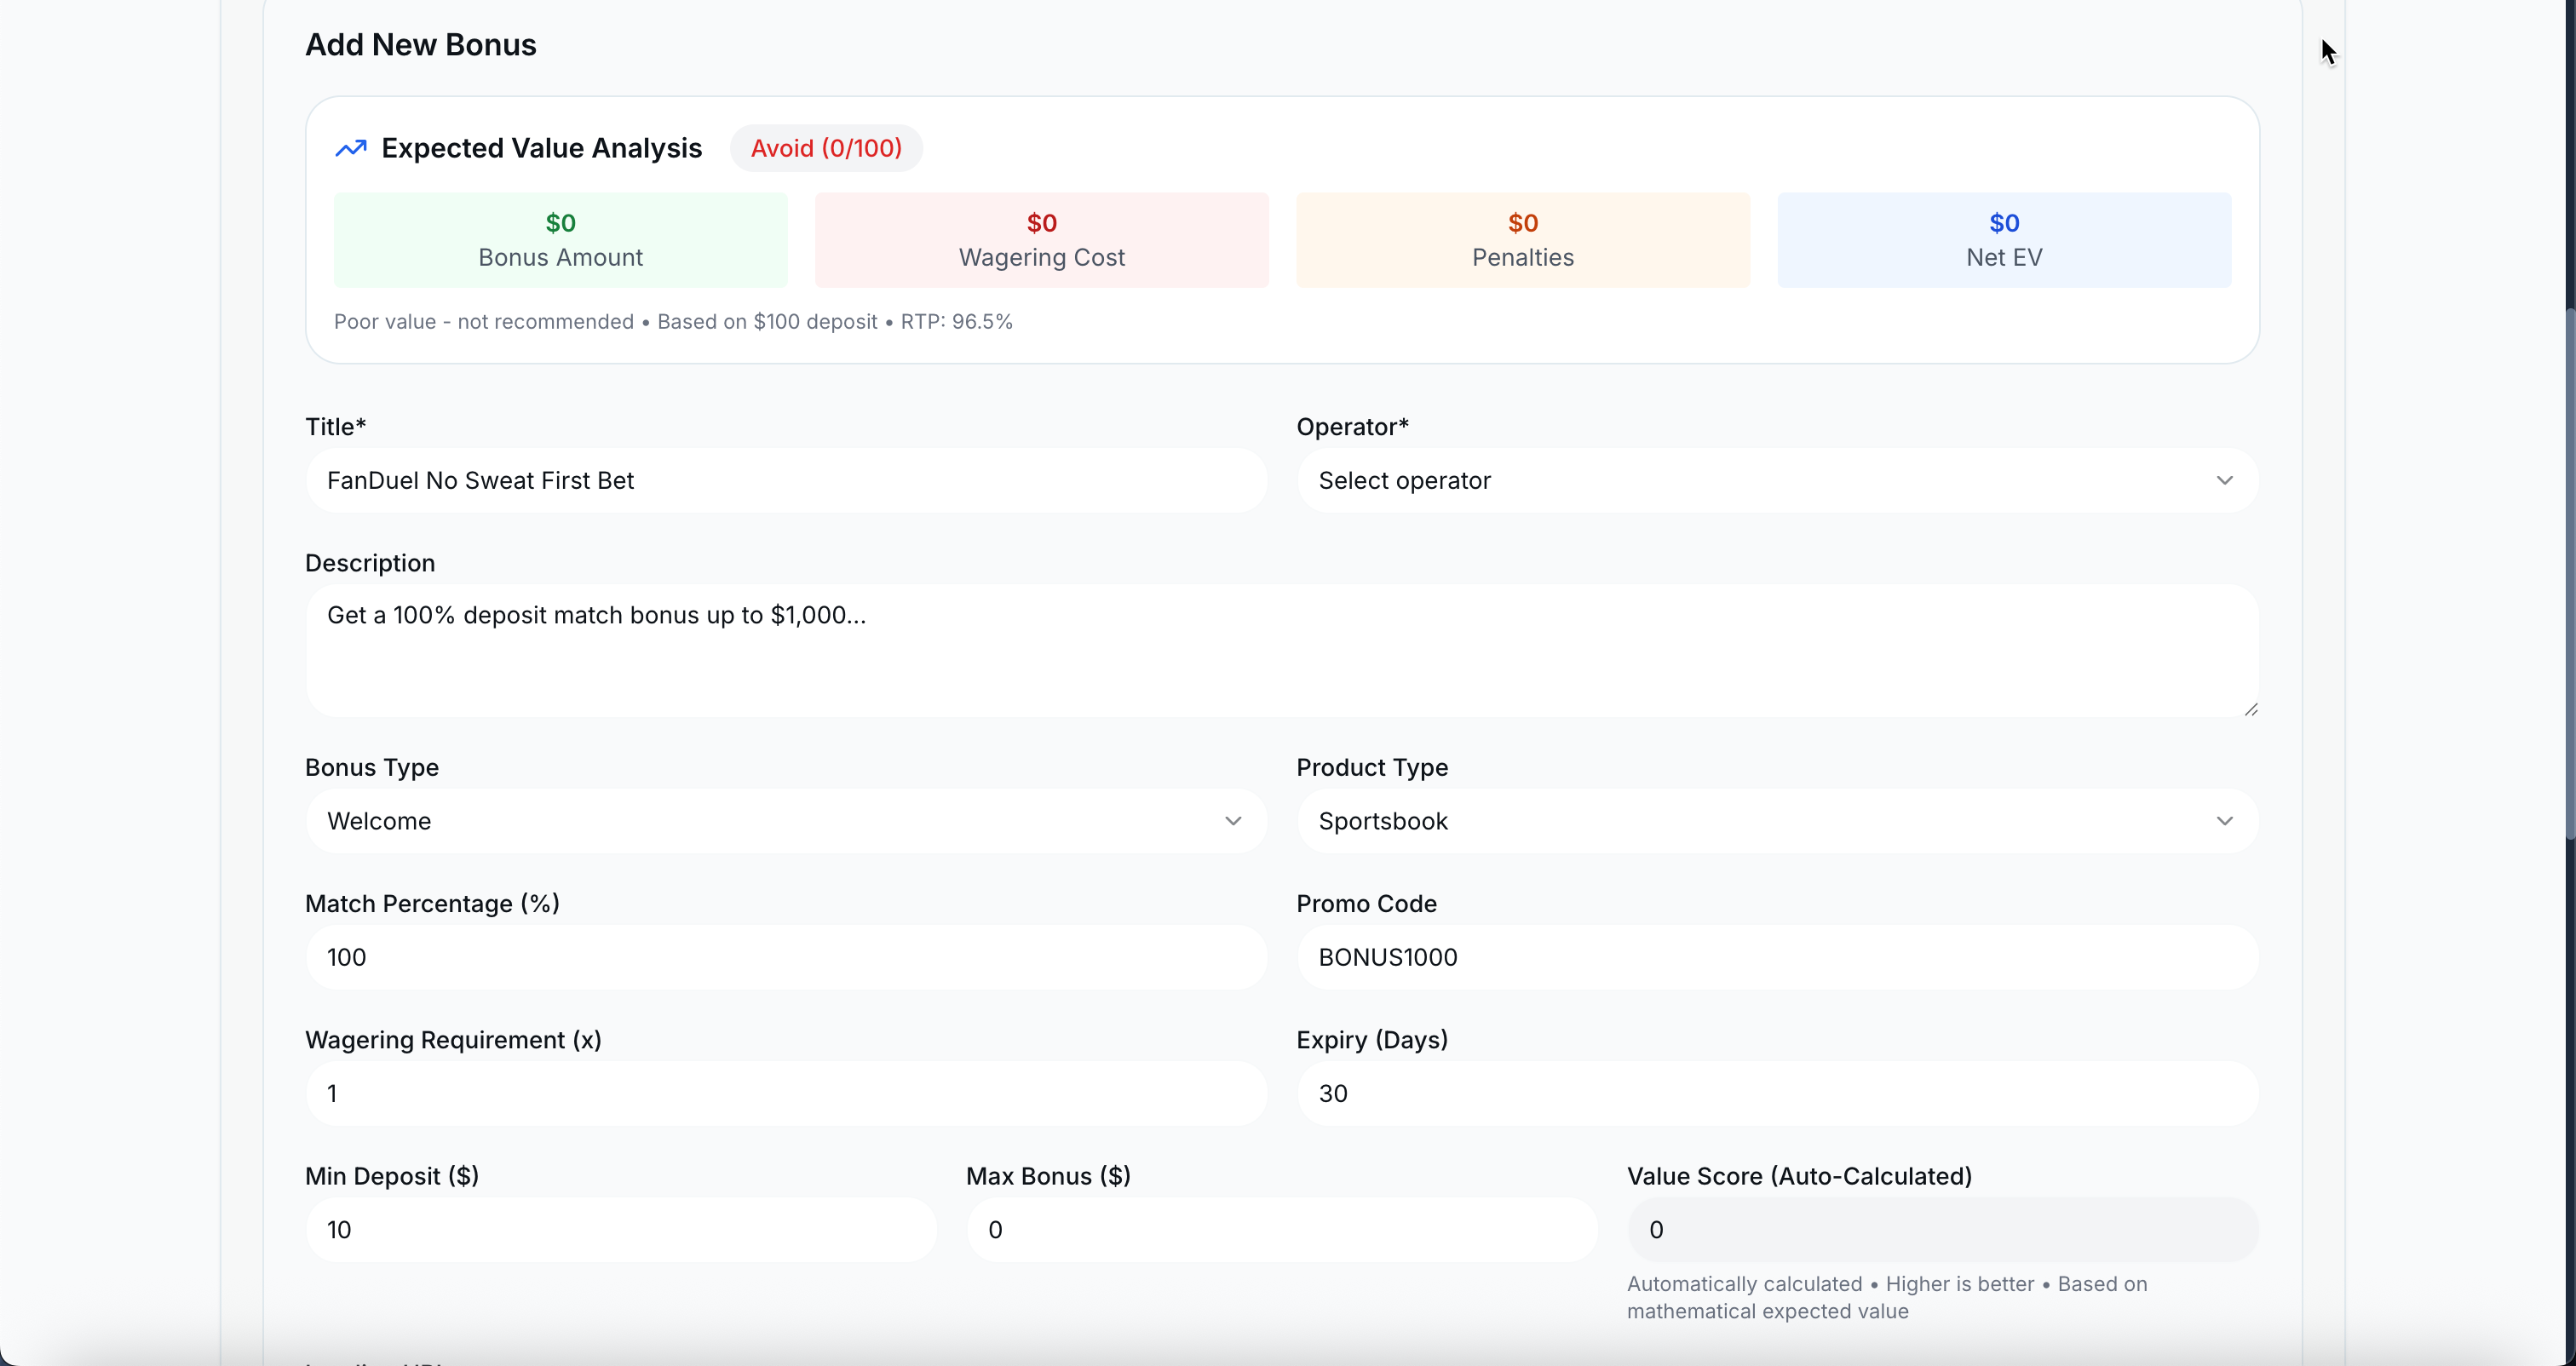 Add New Bonus
Expected Value Analysis Avoid (0/100)
$0 $0 $0 $0
Bonus Amount Wagering Cost Penalties Net EV
Poor value - not recommended • Based on $100 deposit • RTP: 96.5%
Title* Operator*
FanDuel No Sweat First Bet Select operator
Description
Get a 100% deposit match bonus up to $1,000...
Bonus Type Product Type
Welcome Sportsbook
Match Percentage (%) Promo Code
100 BONUS1000
Wagering Requirement (x) Expiry (Days)
1 30
Min Deposit ($) Max Bonus ($) Value Score (Auto-Calculated)
10 0 0
Automatically calculated • Higher is better • Based on
mathematical expected value